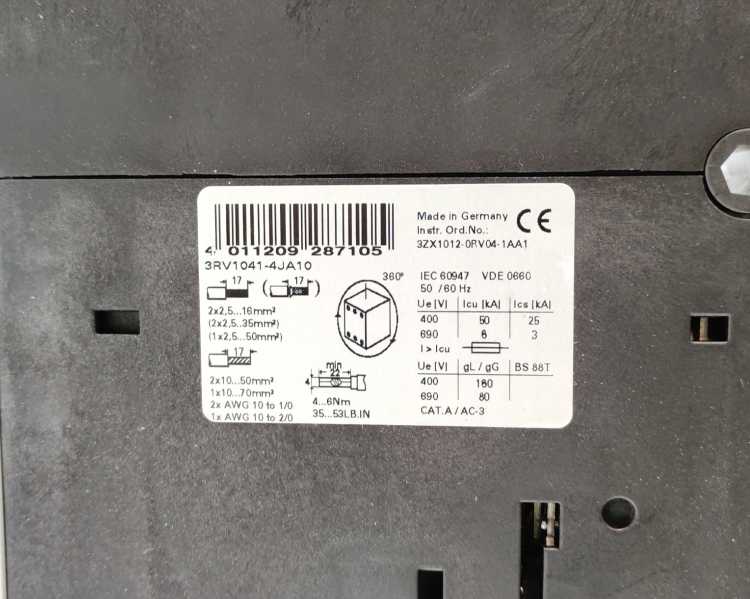 4 011209 287105
3RV1041-4JA10
Made in Germany
Instr. Ord.No.:
3ZX1012-0RV04-1AA1
CE
17 ( 17 )
2x2,5...16mm²
(2x2,5..35mm²)
(1x2,5...50mm²)
17
2x10...50mm²
1x10...70mm²
2x AWG 10 to 1/0
1x AWG 10 to 2/0
360°
min
22
4
4...6Nm
35...53LB.IN
IEC 60947 VDE 0660
50 /60 Hz
Ue [V] Icu [kA] Ics [kA]
400 50 25
690 6 3
I > Icu
Ue [V] gL / gG BS 88T
400 160
690 80
CAT.A / AC-3